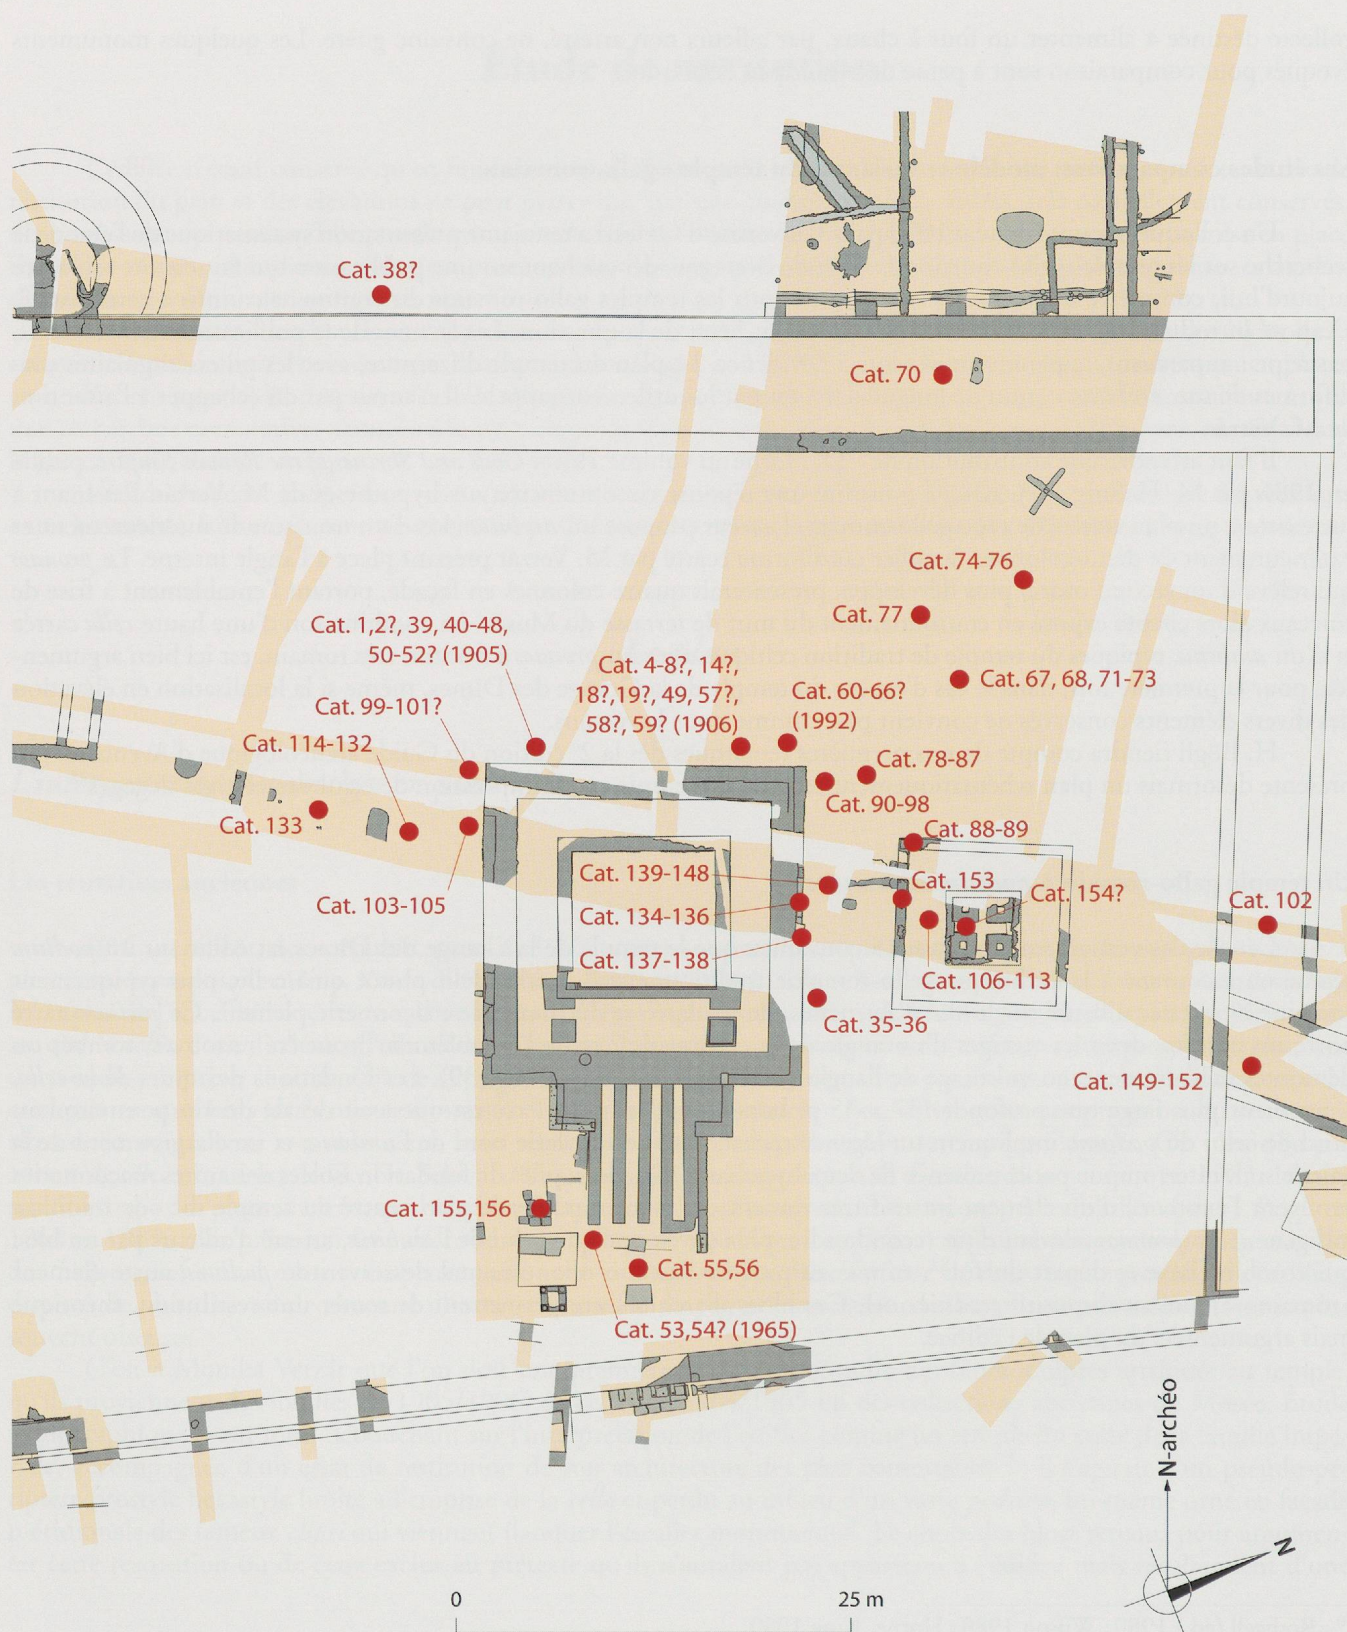 Cat. 38?
Cat. 70
Cat. 74-76
Cat. 77
Cat. 1,2?, 39, 40-48,
50-52? (1905)
Cat. 4-8?, 14?,
18?,19?, 49, 57?,
58?, 59? (1906)
Cat. 67, 68, 71-73
Cat. 60-66?
(1992)
Cat. 99-101?
Cat. 114-132
Cat. 78-87
Cat. 90-98
Cat. 133
Cat. 88-89
Cat. 139-148
Cat. 153
Cat. 154?
Cat. 103-105
Cat. 134-136
Cat. 102
Cat. 137-138
Cat. 106-113
Cat. 35-36
Cat. 149-152
Cat. 155,156
Cat. 55,56
Cat. 53,54? (1965)
N-archéo
N
0
25 m